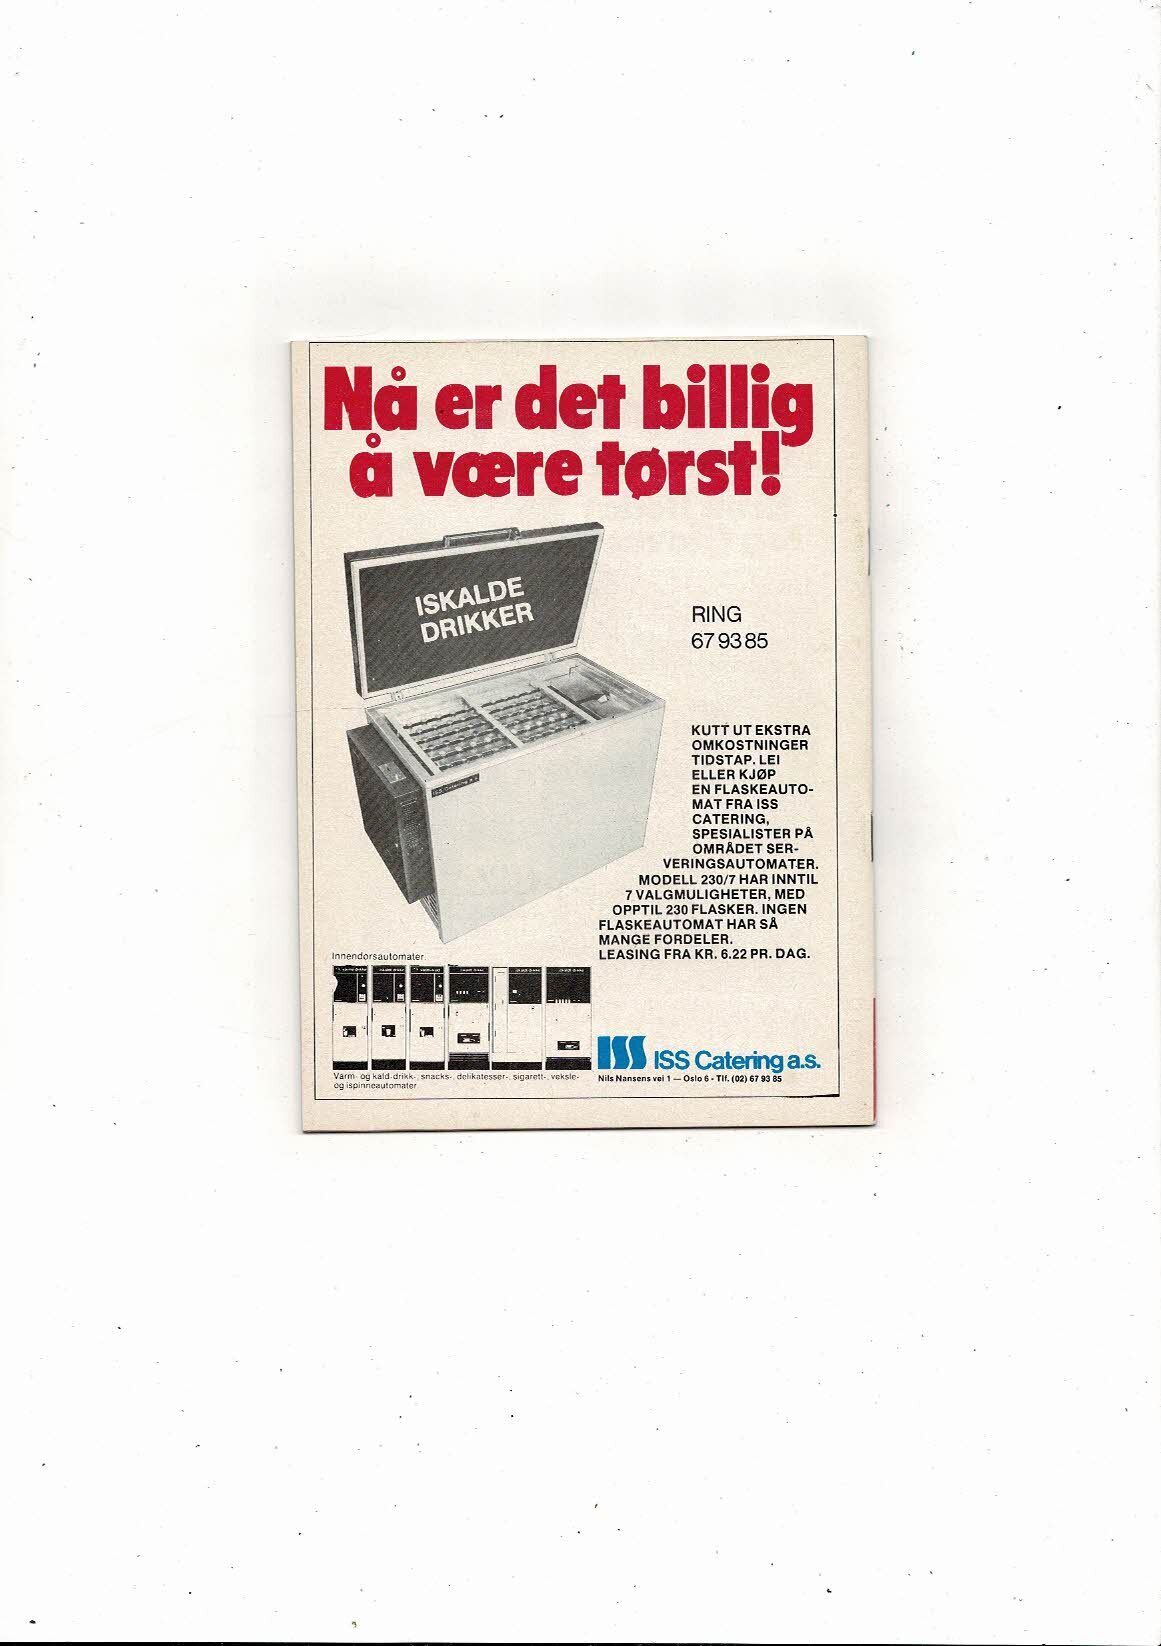 Nå er det billig
å være tørst!
ISKALDE
DRIKKER
RING
67 93 85
KUTT UT EKSTRA
OMKOSTNINGER
TIDSTAP. LEI
ELLER KJØP
EN FLASKEAUTO-
MAT FRA ISS
CATERING,
SPESIALISTER PÅ
OMRÅDET SER-
VERINGSAUTOMATER.
MODELL 230/7 HAR INNTIL
7 VALGMULIGHETER, MED
OPPTIL 230 FLASKER. INGEN
FLASKEAUTOMAT HAR SÅ
MANGE FORDELER.
LEASING FRA KR. 6.22 PR. DAG.
ISS Catering a.s
Innendørsautomater.
Varm- og kald-drikk-, snacks-, delikatesser-, sigarett-, veksle-
og ispinneautomater
ISS ISS Catering a.s.
Nils Nansens vei 1 — Oslo 6 - Tlf. (02) 67 93 85